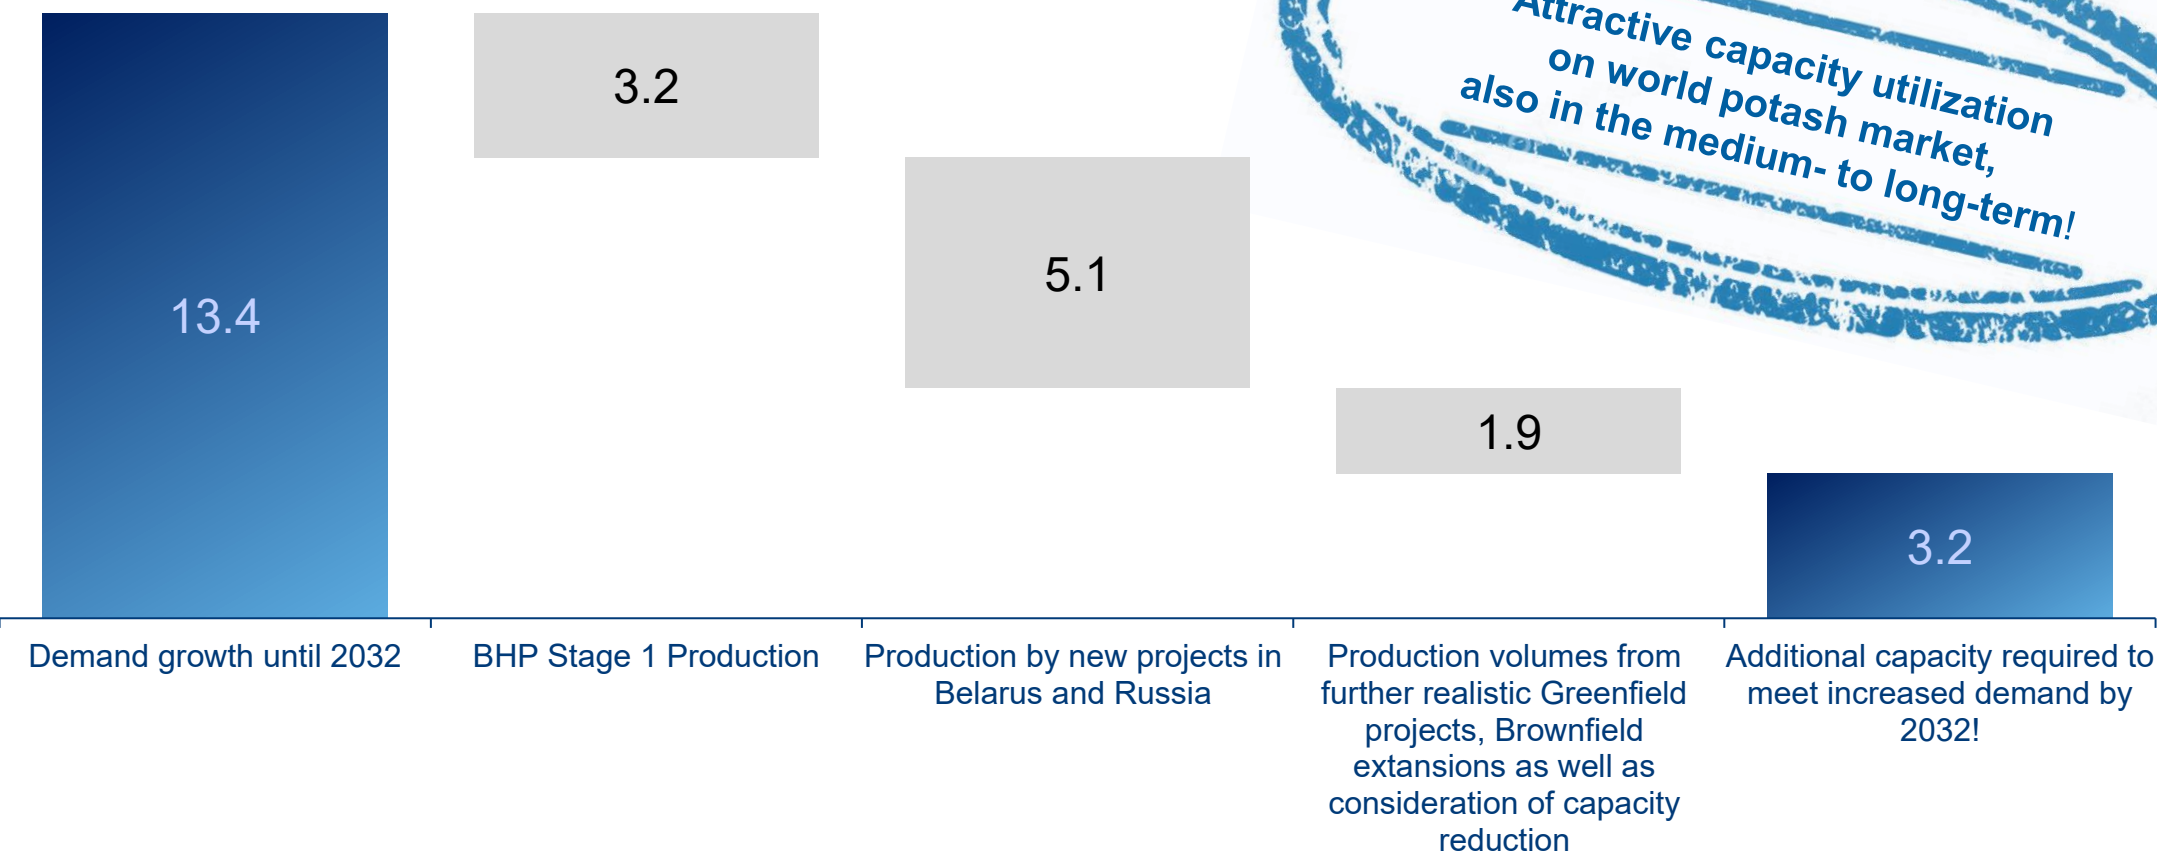 Attractive capacity utilization
on world potash market,
also in the medium- to long-term!
3.2
5.1
13.4
1.9
3.2
Demand growth until 2032
BHP Stage 1 Production
Production by new projects in
Belarus and Russia
Production volumes from
further realistic Greenfield
projects, Brownfield
extansions as well as
consideration of capacity
reduction
Additional capacity required to
meet increased demand by
2032!